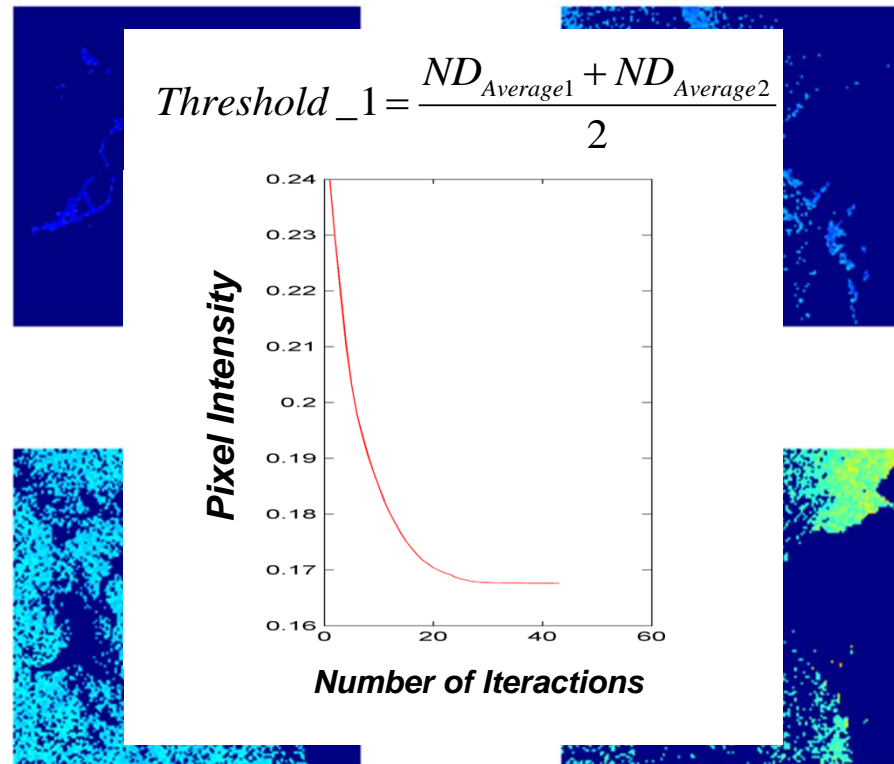 Threshold _1 = (ND_Average1 + ND_Average2) / 2
0.24
0.23
0.22
0.21
0.2
0.19
0.18
0.17
0.16
0 20 40 60
Pixel Intensity
Number of Iteractions